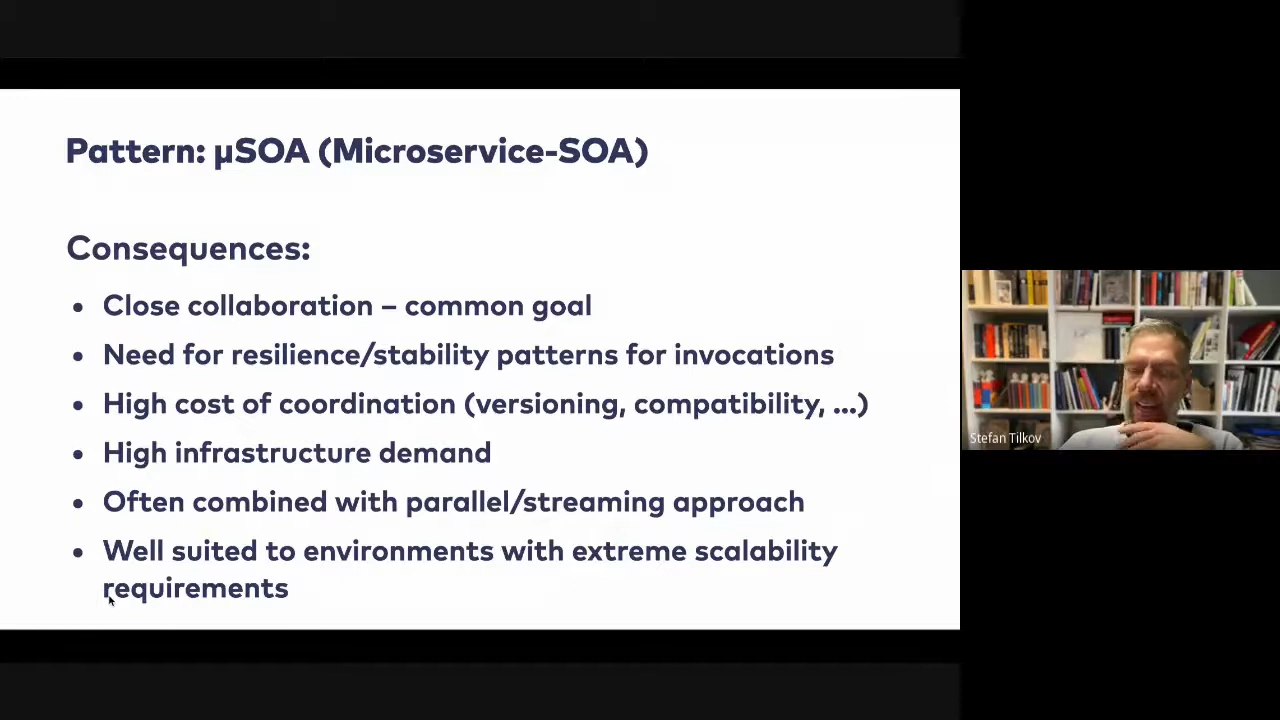 Pattern: µSOA (Microservice-SOA)
Consequences:
• Close collaboration – common goal
• Need for resilience/stability patterns for invocations
• High cost of coordination (versioning, compatibility, ...)
• High infrastructure demand
• Often combined with parallel/streaming approach
• Well suited to environments with extreme scalability
requirements
Stefan Tilkov